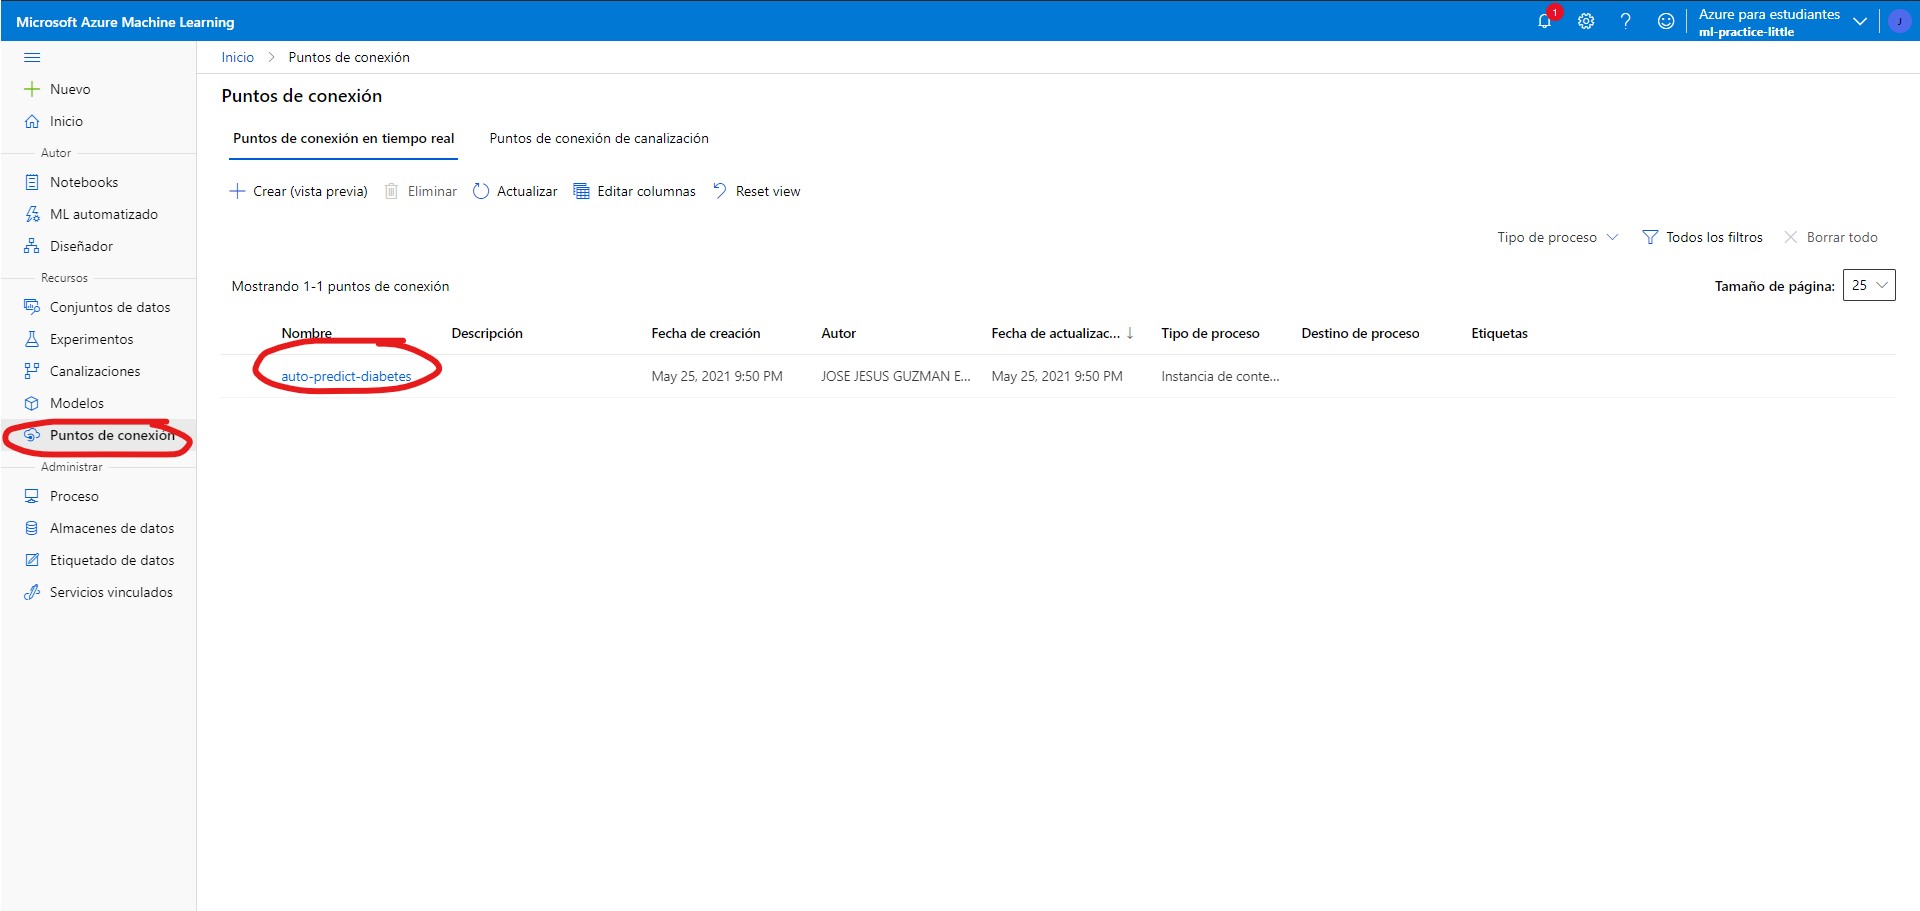 Microsoft Azure Machine Learning
1
Azure para estudiantes
ml-practice-little
J
Nuevo
Inicio
Autor
Notebooks
ML automatizado
Diseñador
Recursos
Conjuntos de datos
Experimentos
Canalizaciones
Modelos
Puntos de conexión
Administrar
Proceso
Almacenes de datos
Etiquetado de datos
Servicios vinculados
Inicio > Puntos de conexión
Puntos de conexión
Puntos de conexión en tiempo real Puntos de conexión de canalización
Crear (vista previa) Eliminar Actualizar Editar columnas Reset view
Tipo de proceso Todos los filtros Borrar todo
Mostrando 1-1 puntos de conexión Tamaño de página: 25
Nombre Descripción Fecha de creación Autor Fecha de actualizac... ↓ Tipo de proceso Destino de proceso Etiquetas
auto-predict-diabetes May 25, 2021 9:50 PM JOSE JESUS GUZMAN E... May 25, 2021 9:50 PM Instancia de conte...